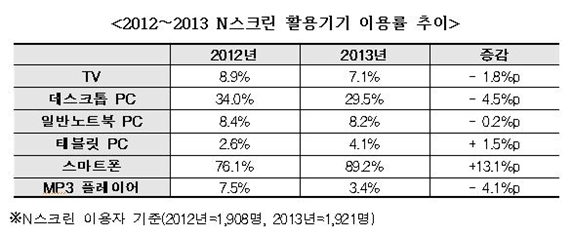 <2012~2013 N스크린 활용기기 이용률 추이>
2012년 2013년 증감
TV 8.9% 7.1% - 1.8%p
데스크톱 PC 34.0% 29.5% - 4.5%p
일반노트북 PC 8.4% 8.2% - 0.2%p
태블릿 PC 2.6% 4.1% + 1.5%p
스마트폰 76.1% 89.2% +13.1%p
MP3 플레이어 7.5% 3.4% - 4.1%p
※N스크린 이용자 기준(2012년=1,908명, 2013년=1,921명)